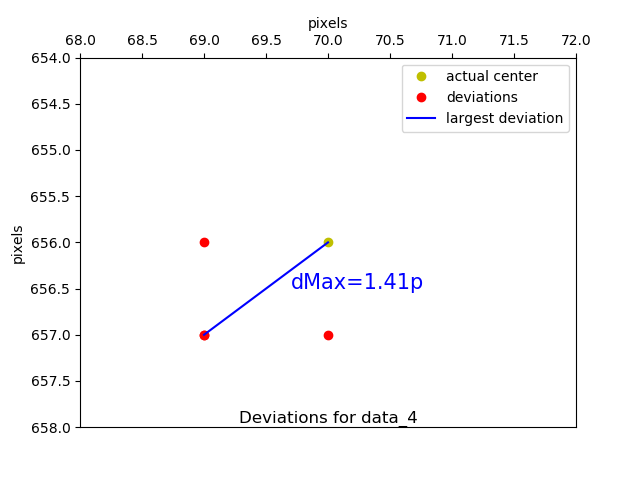 pixels
68.0 68.5 69.0 69.5 70.0 70.5 71.0 71.5 72.0
654.0
actual center
deviations
654.5
largest deviation
655.0
655.5
656.0
pixels
dMax=1.41p
656.5
657.0
657.5
Deviations for data_4
658.0